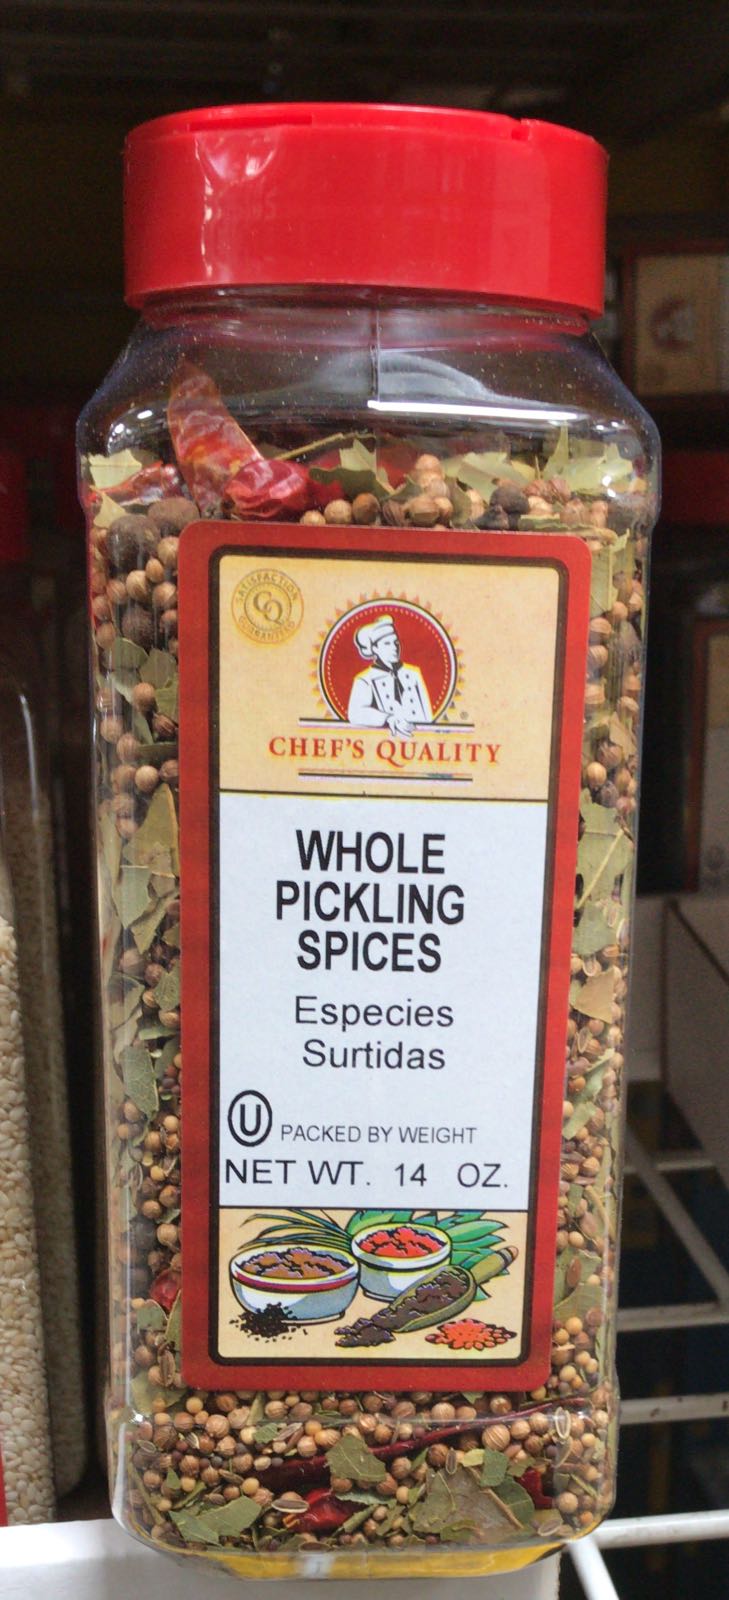 SATISFACTION
CQ
GUARANTEED
®
CHEF'S QUALITY
WHOLE
PICKLING
SPICES
Especies
Surtidas
U PACKED BY WEIGHT
NET WT. 14 OZ.